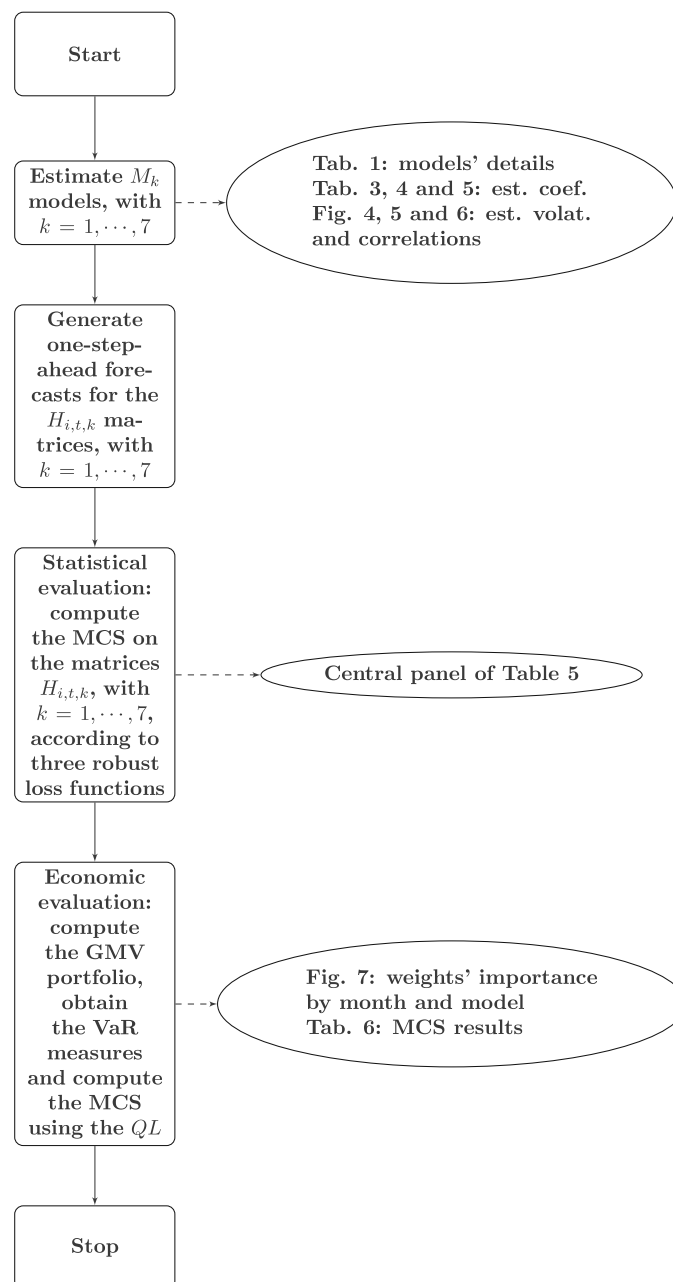 Start
Estimate M_k
models, with
k = 1, ⋯, 7
Tab. 1: models' details
Tab. 3, 4 and 5: est. coef.
Fig. 4, 5 and 6: est. volat.
and correlations
Generate
one-step-
ahead fore-
casts for the
H_{i,t,k} ma-
trices, with
k = 1, ⋯, 7
Statistical
evaluation:
compute
the MCS on
the matrices
H_{i,t,k}, with
k = 1, ⋯, 7,
according to
three robust
loss functions
Central panel of Table 5
Economic
evaluation:
compute
the GMV
portfolio,
obtain
the VaR
measures
and compute
the MCS
using the QL
Fig. 7: weights' importance
by month and model
Tab. 6: MCS results
Stop